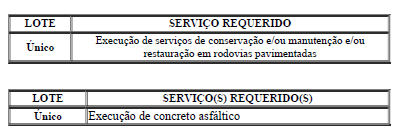 LOTE SERVIÇO REQUERIDO
Único Execução de serviços de conservação e/ou manutenção e/ou
restauração em rodovias pavimentadas
LOTE SERVIÇO(S) REQUERIDO(S)
Único Execução de concreto asfáltico